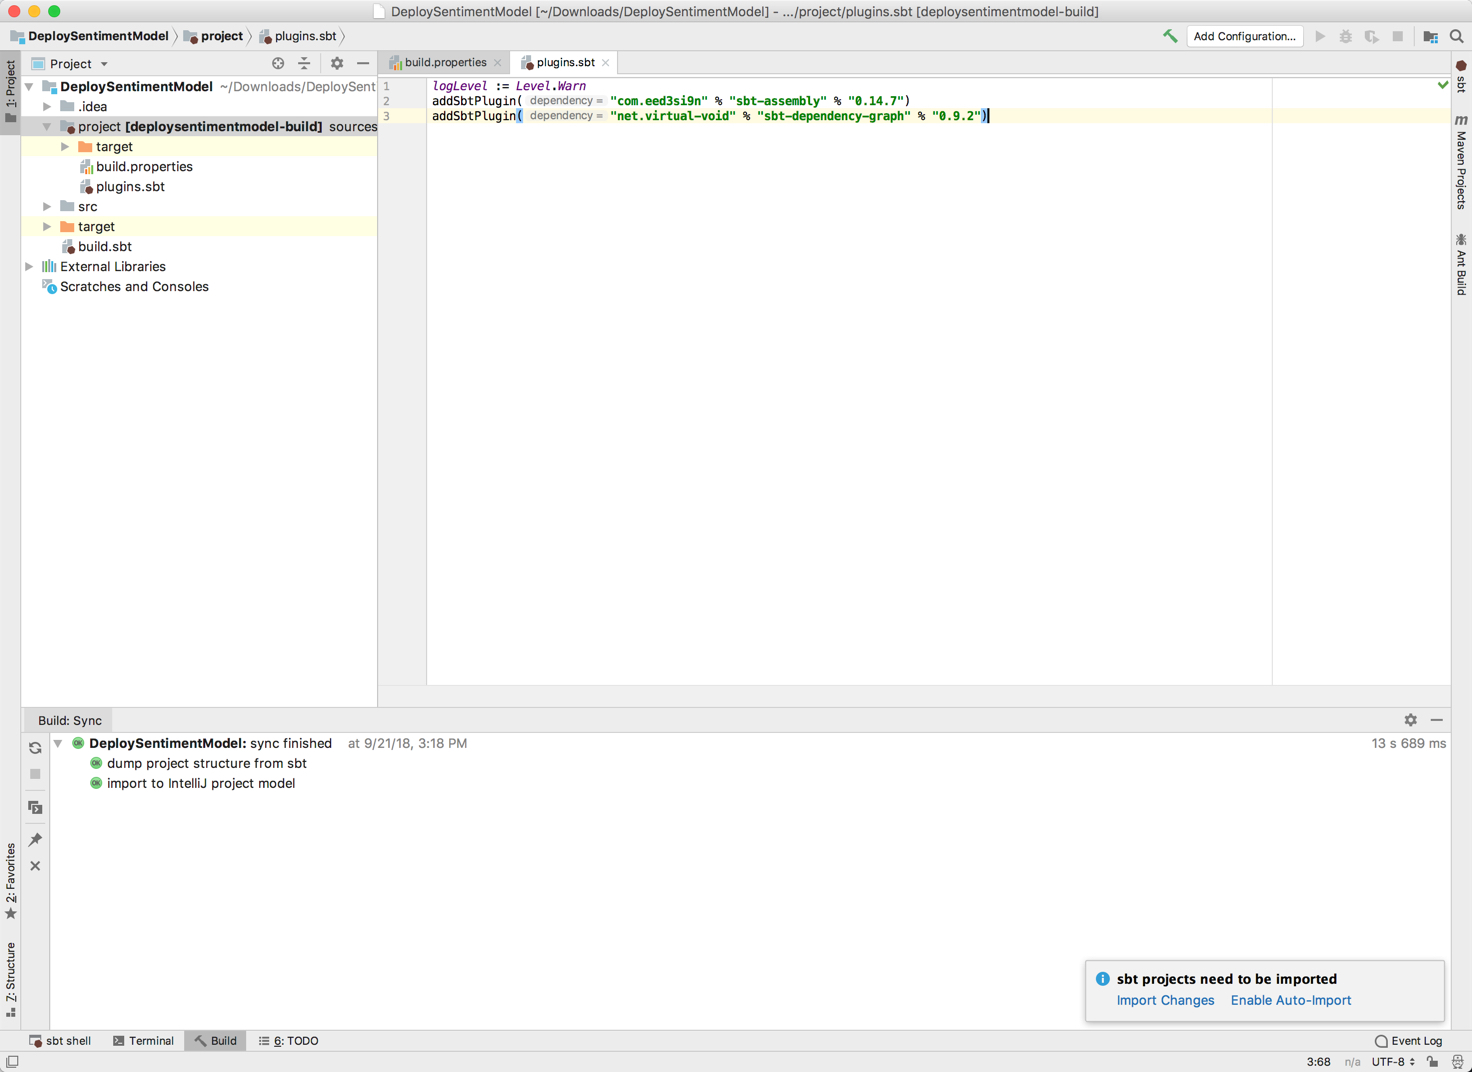 DeploySentimentModel [~/Downloads/DeploySentimentModel] - .../project/plugins.sbt [deploysentimentmodel-build]
DeploySentimentModel project plugins.sbt
Add Configuration...
Project
build.properties
plugins.sbt
1: Project
DeploySentimentModel ~/Downloads/DeploySent
.idea
project [deploysentimentmodel-build] sources
target
build.properties
plugins.sbt
src
target
build.sbt
External Libraries
Scratches and Consoles
1 logLevel := Level.Warn
2 addSbtPlugin( dependency = "com.eed3si9n" % "sbt-assembly" % "0.14.7")
3 addSbtPlugin( dependency = "net.virtual-void" % "sbt-dependency-graph" % "0.9.2")
sbt
m Maven Projects
Ant Build
Build: Sync
DeploySentimentModel: sync finished at 9/21/18, 3:18 PM
13 s 689 ms
OK dump project structure from sbt
OK import to IntelliJ project model
2: Favorites
7: Structure
sbt projects need to be imported
Import Changes Enable Auto-Import
sbt shell Terminal Build 6: TODO
Event Log
3:68 n/a UTF-8